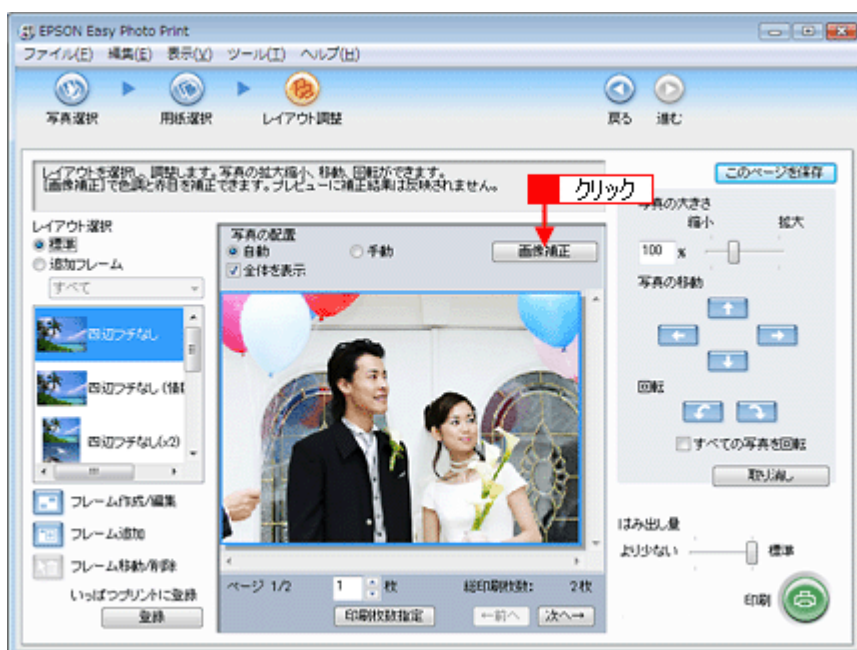 EPSON Easy Photo Print
ファイル(F) 編集(E) 表示(V) ツール(T) ヘルプ(H)
写真選択 用紙選択 レイアウト調整 戻る 進む
レイアウトを選択し、調整します。写真の拡大縮小、移動、回転ができます。
[画像補正]で色調と赤目を補正できます。プレビューに補正結果は反映されません。
このページを保存
クリック
レイアウト選択
標準
追加フレーム
すべて
四辺フチなし
四辺フチなし (情
四辺フチなし(x2)
フレーム作成/編集
フレーム追加
フレーム移動/削除
いっぱつプリントに登録
登録
写真の配置
自動 手動 画像補正
全体を表示
ページ 1/2 1 枚 総印刷枚数: 2枚
印刷枚数指定 ←前へ 次へ→
写真の大きさ
縮小 拡大
100 %
写真の移動
回転
すべての写真を回転
取り消し
はみ出し量
より少ない 標準
印刷